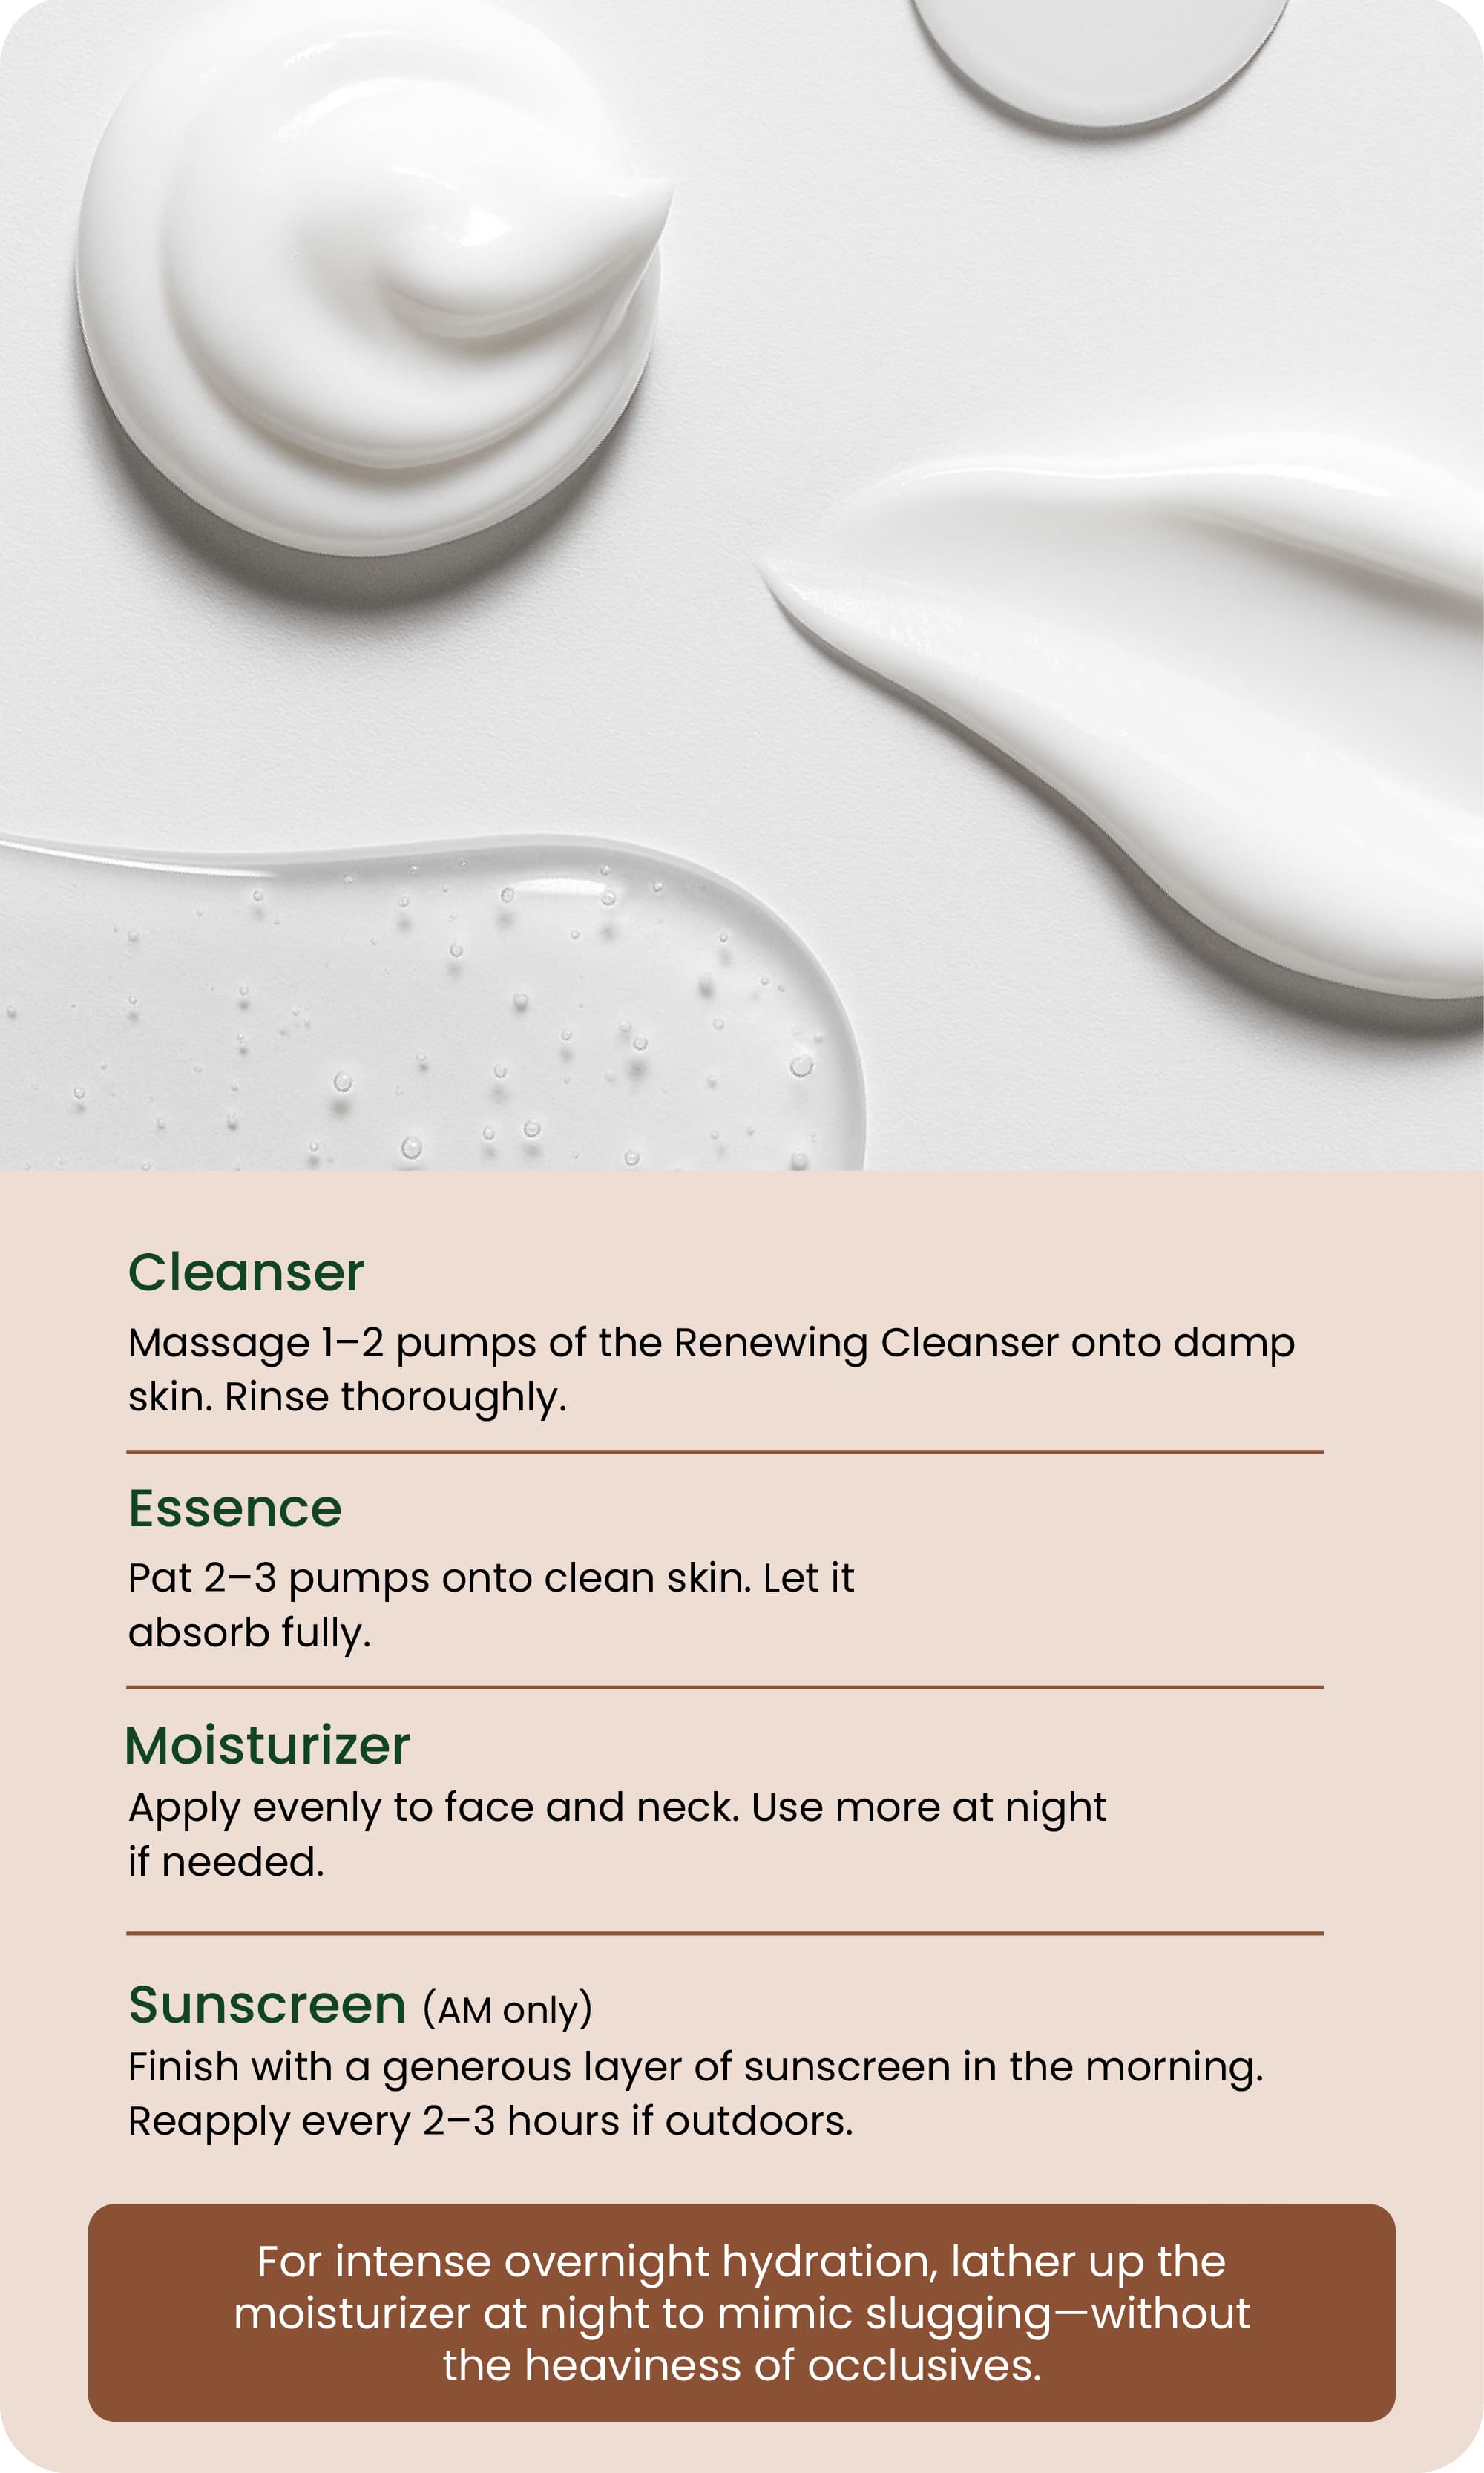 Cleanser
Massage 1–2 pumps of the Renewing Cleanser onto damp
skin. Rinse thoroughly.
Essence
Pat 2–3 pumps onto clean skin. Let it
absorb fully.
Moisturizer
Apply evenly to face and neck. Use more at night
if needed.
Sunscreen (AM only)
Finish with a generous layer of sunscreen in the morning.
Reapply every 2–3 hours if outdoors.
For intense overnight hydration, lather up the
moisturizer at night to mimic slugging—without
the heaviness of occlusives.